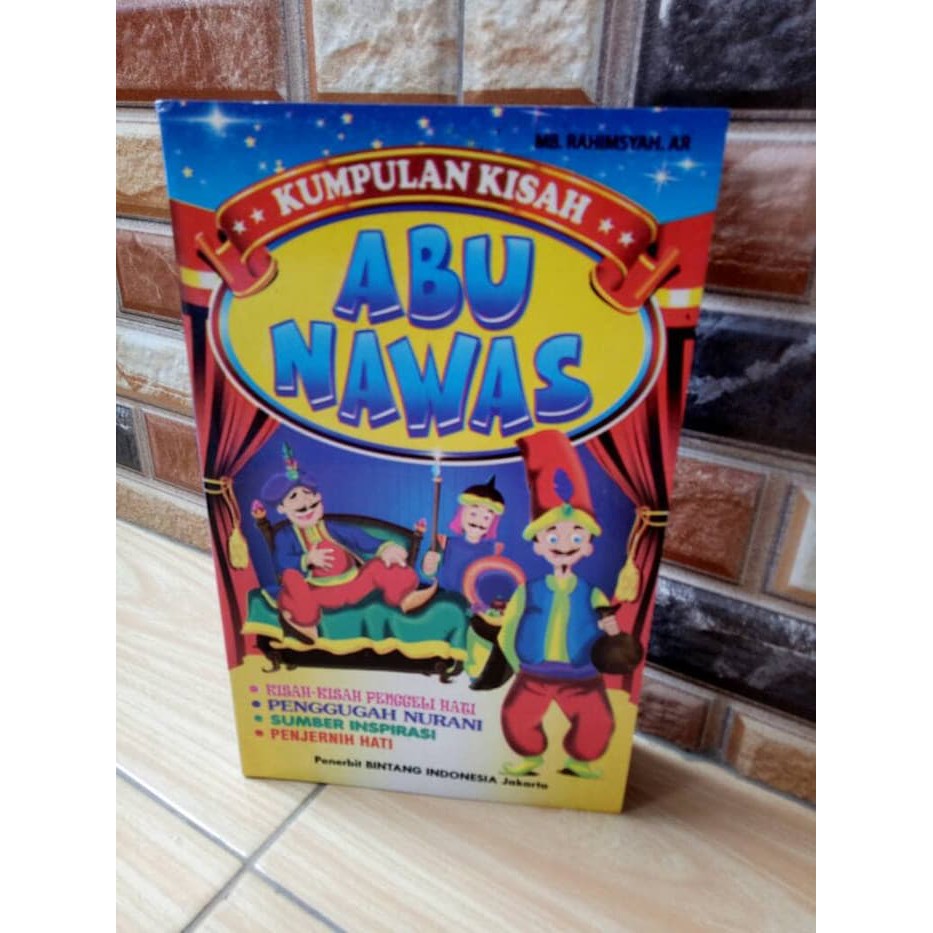 MB. RAHIMSYAH. AR
KUMPULAN KISAH
ABU
NAWAS
• KISAH-KISAH PENGGELI HATI
• PENGGUGAH NURANI
• SUMBER INSPIRASI
• PENJERNIH HATI
Penerbit BINTANG INDONESIA Jakarta